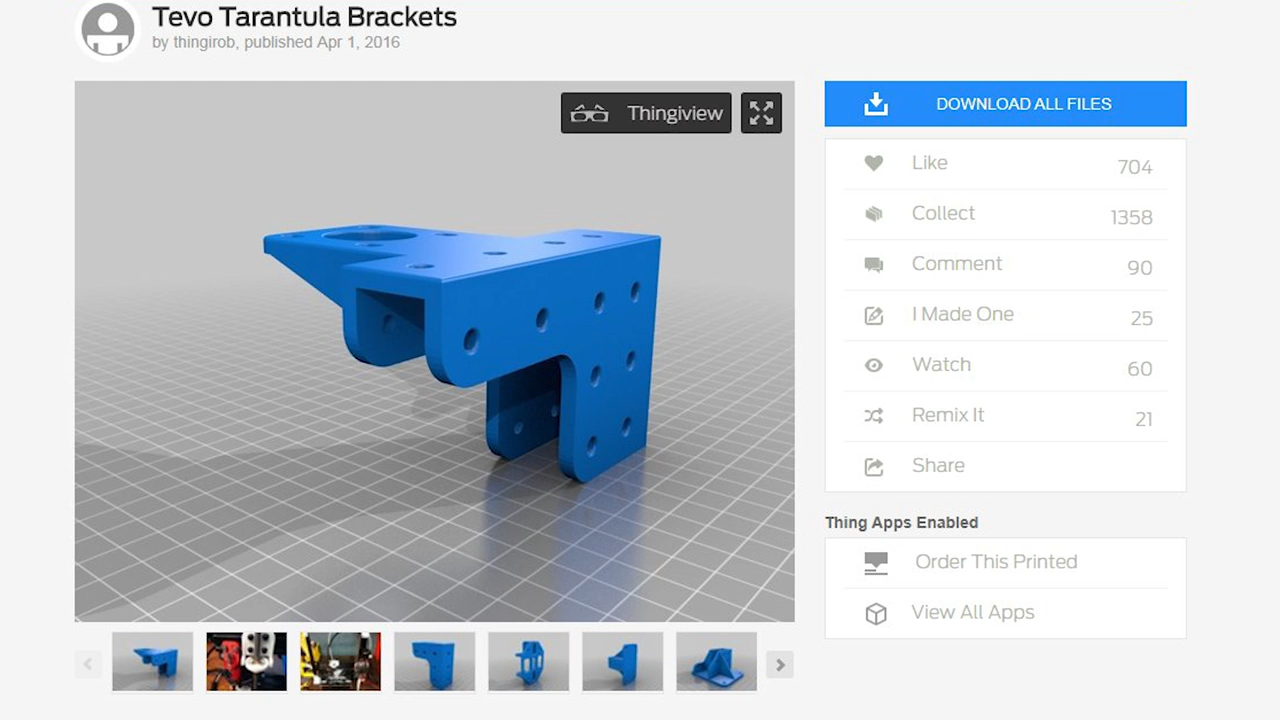 Tevo Tarantula Brackets
by thingirob, published Apr 1, 2016
Thingiview
DOWNLOAD ALL FILES
Like 704
Collect 1358
Comment 90
I Made One 25
Watch 60
Remix It 21
Share
Thing Apps Enabled
Order This Printed
View All Apps